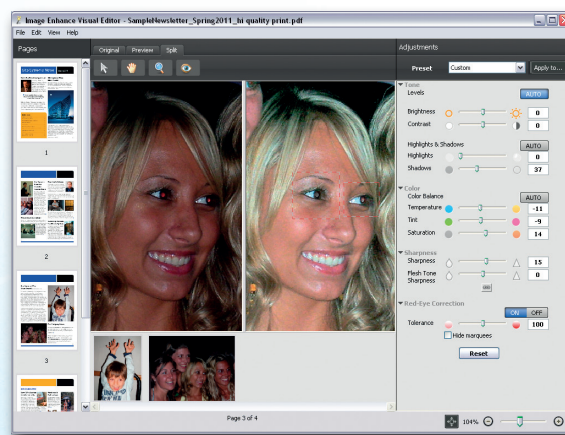 Image Enhance Visual Editor - SampleNewsletter_Spring2011_hi quality print.pdf
File Edit View Help
Pages
Original Preview Split
Adjustments
Preset Custom Apply to...
Tone
Levels AUTO
Brightness 0
Contrast 0
Highlights & Shadows AUTO
Highlights 0
Shadows 37
Color
Color Balance AUTO
Temperature -11
Tint -9
Saturation 14
Sharpness
Sharpness 15
Flesh Tone 0
Sharpness
Red-Eye Correction
ON OFF
Tolerance 100
Hide marquees
Reset
1
2
3
Page 3 of 4
104%